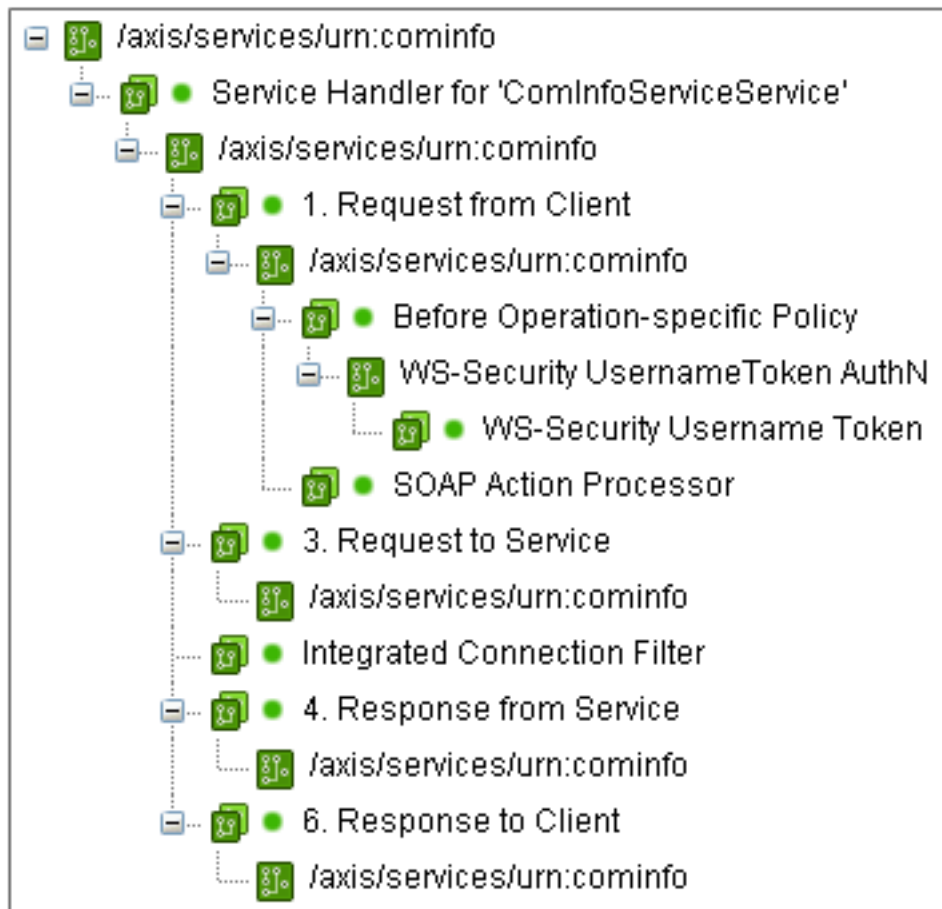 /axis/services/urn:cominfo
Service Handler for 'ComInfoServiceService'
/axis/services/urn:cominfo
1. Request from Client
/axis/services/urn:cominfo
Before Operation-specific Policy
WS-Security UsernameToken AuthN
WS-Security Username Token
SOAP Action Processor
3. Request to Service
/axis/services/urn:cominfo
Integrated Connection Filter
4. Response from Service
/axis/services/urn:cominfo
6. Response to Client
/axis/services/urn:cominfo